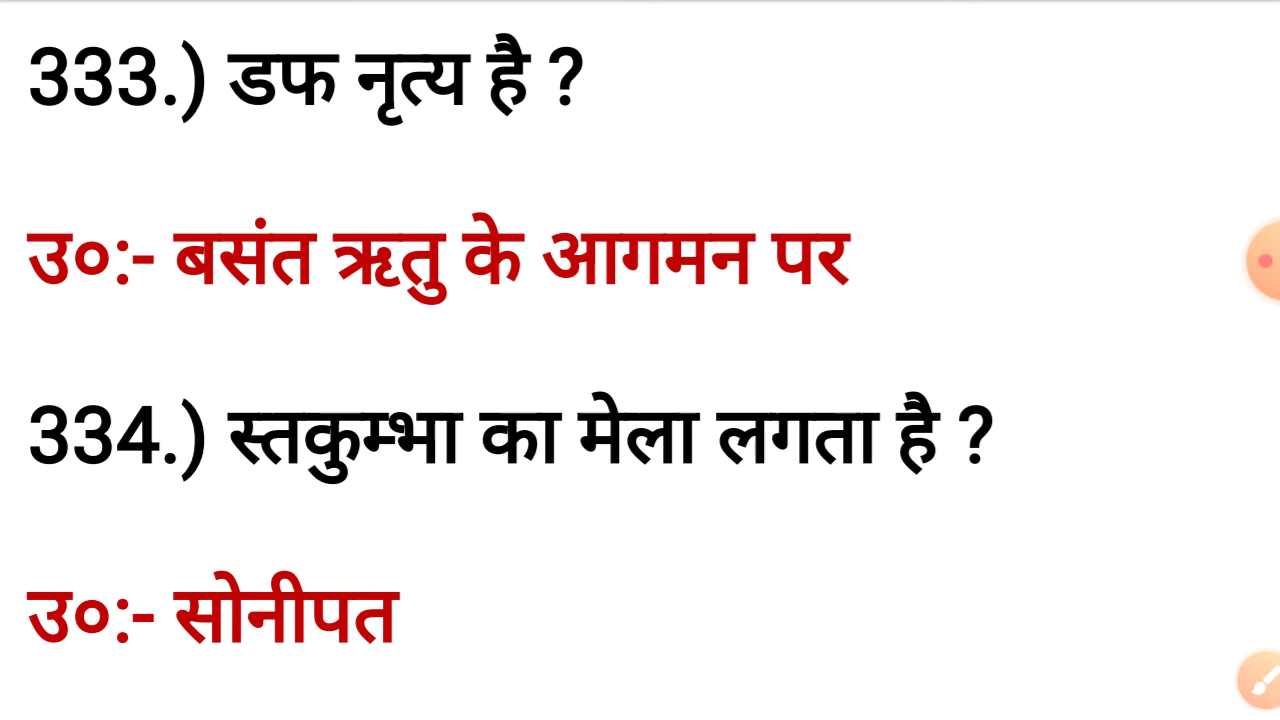 333.) डफ नृत्य है ?
उ०:- बसंत ऋतु के आगमन पर
334.) स्तकुम्भा का मेला लगता है ?
उ०:- सोनीपत